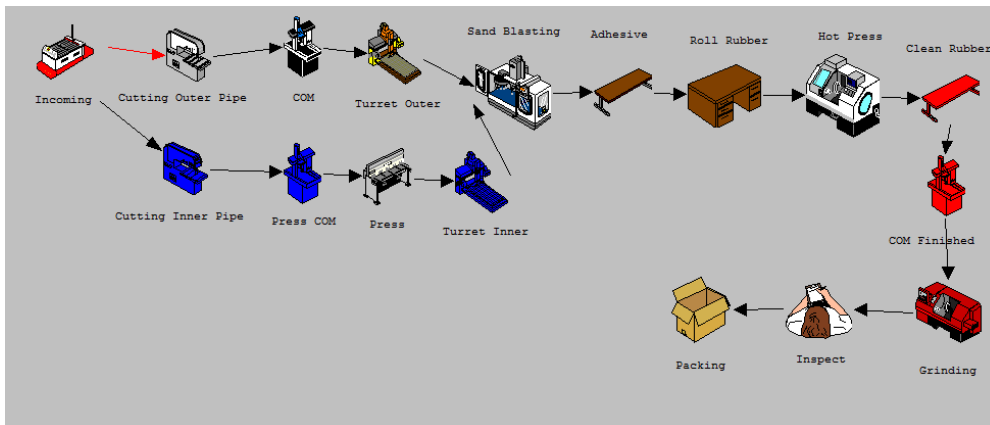 Sand Blasting
Adhesive
Roll Rubber
Hot Press
Clean Rubber
Incoming
Cutting Outer Pipe
COM
Turret Outer
Cutting Inner Pipe
Press COM
Press
Turret Inner
COM Finished
Packing
Inspect
Grinding